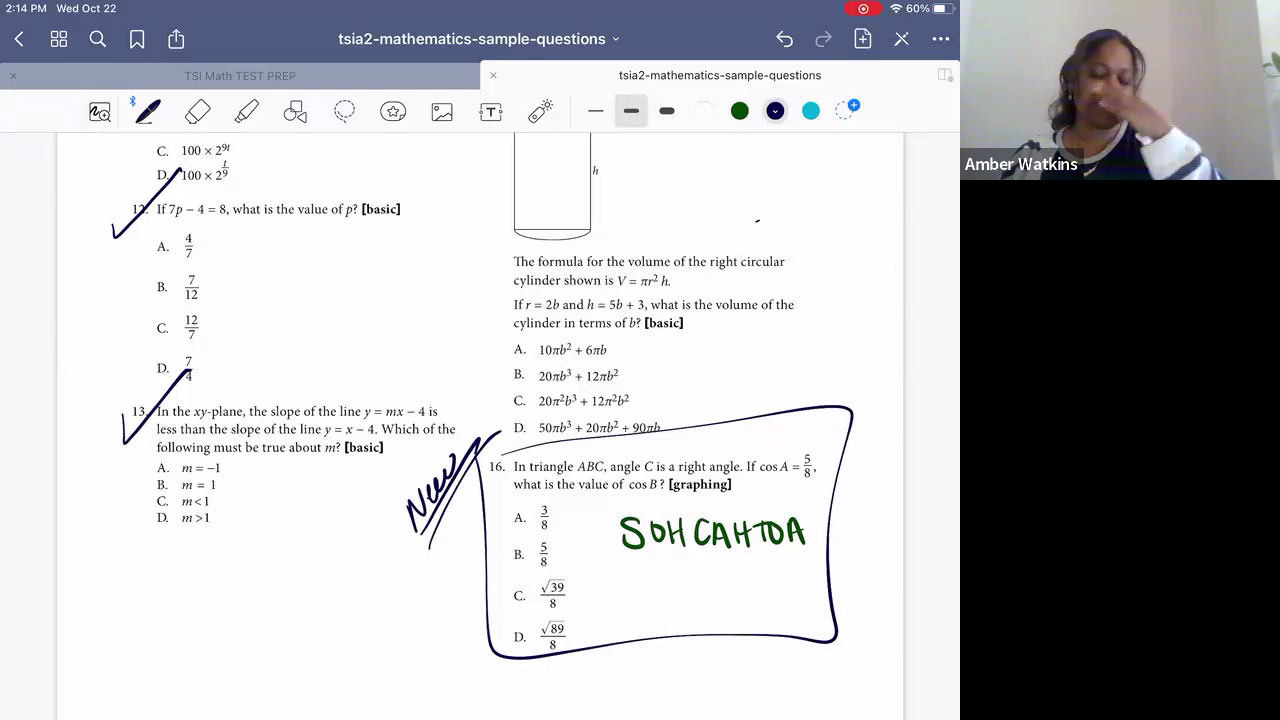 2:14 PM Wed Oct 22
60%
tsia2-mathematics-sample-questions
TSI Math TEST PREP
tsia2-mathematics-sample-questions
C. 100 × 2^9t
D. 100 × 2^t/9
12. If 7p − 4 = 8, what is the value of p? [basic]
A. 4/7
B. 7/12
C. 12/7
D. 7/4
13. In the xy-plane, the slope of the line y = mx − 4 is
less than the slope of the line y = x − 4. Which of the
following must be true about m? [basic]
A. m = −1
B. m = 1
C. m < 1
D. m > 1
h
The formula for the volume of the right circular
cylinder shown is V = πr² h.
If r = 2b and h = 5b + 3, what is the volume of the
cylinder in terms of b? [basic]
A. 10πb² + 6πb
B. 20πb³ + 12πb²
C. 20π²b³ + 12π²b²
D. 50πb³ + 20πb² + 90πb
New
16. In triangle ABC, angle C is a right angle. If cos A = 5/8,
what is the value of cos B? [graphing]
A. 3/8
B. 5/8
C. √39/8
D. √89/8
SOHCAHTOA
Amber Watkins